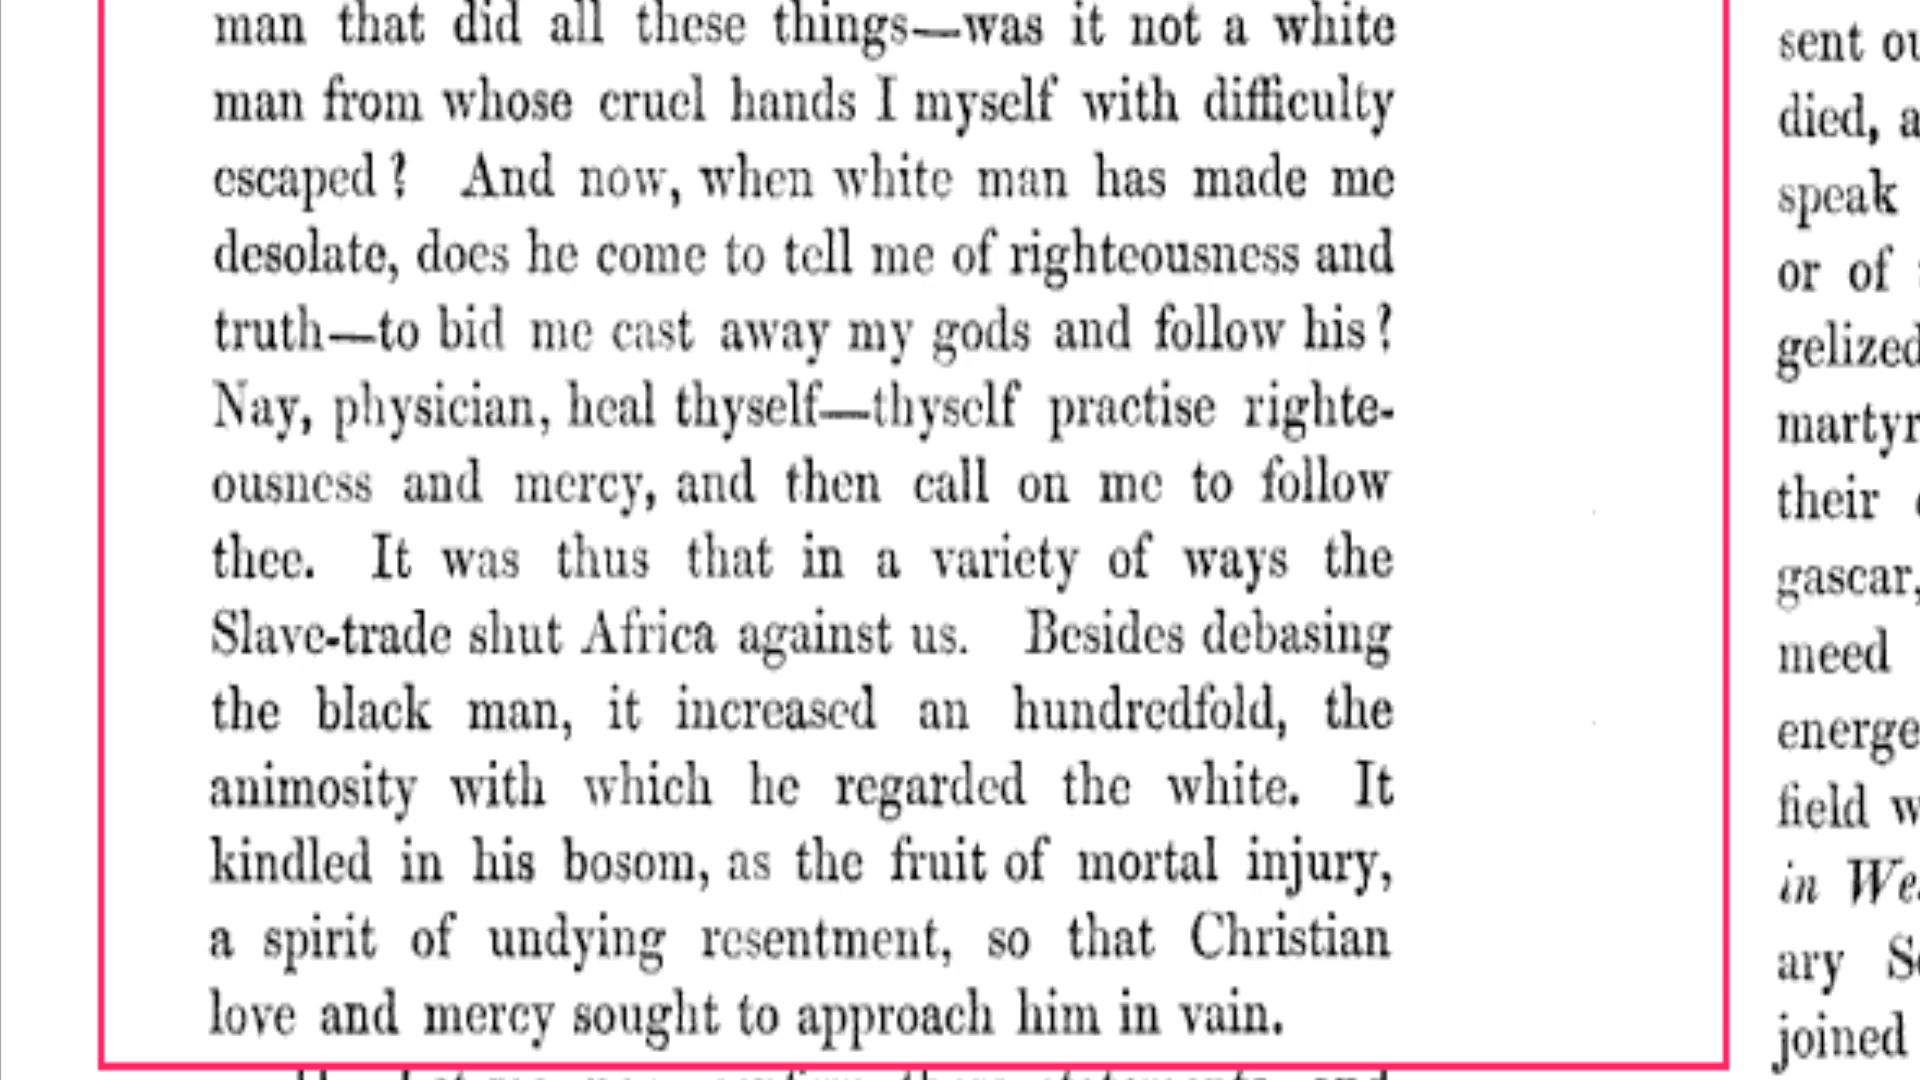 man that did all these things—was it not a white
man from whose cruel hands I myself with difficulty
escaped? And now, when white man has made me
desolate, does he come to tell me of righteousness and
truth—to bid me cast away my gods and follow his?
Nay, physician, heal thyself—thyself practise righte-
ousness and mercy, and then call on me to follow
thee. It was thus that in a variety of ways the
Slave-trade shut Africa against us. Besides debasing
the black man, it increased an hundredfold, the
animosity with which he regarded the white. It
kindled in his bosom, as the fruit of mortal injury,
a spirit of undying resentment, so that Christian
love and mercy sought to approach him in vain.
sent
died,
speak
or of
gelized
martyr
their
gascar,
meed
energe
field
in
ary
joined